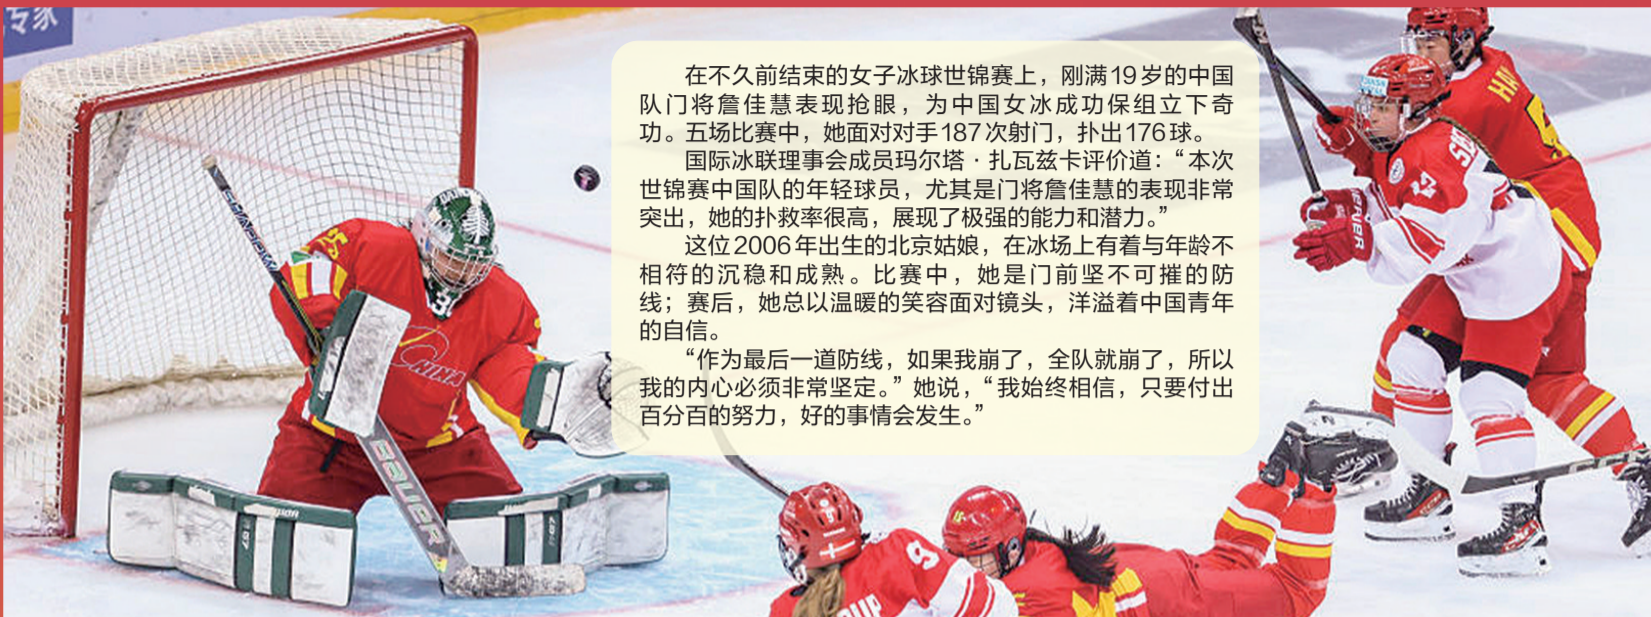 专家
在不久前结束的女子冰球世锦赛上，刚满19岁的中国
队门将詹佳慧表现抢眼，为中国女冰成功保组立下奇
功。五场比赛中，她面对对手187次射门，扑出176球。
国际冰联理事会成员玛尔塔·扎瓦兹卡评价道：“本次
世锦赛中国队的年轻球员，尤其是门将詹佳慧的表现非常
突出，她的扑救率很高，展现了极强的能力和潜力。”
这位2006年出生的北京姑娘，在冰场上有着与年龄不
相符的沉稳和成熟。比赛中，她是门前坚不可摧的防
线；赛后，她总以温暖的笑容面对镜头，洋溢着中国青年
的自信。
“作为最后一道防线，如果我崩了，全队就崩了，所以
我的内心必须非常坚定。”她说，“我始终相信，只要付出
百分百的努力，好的事情会发生。”
SHADOW
CHINA
BAUER
HA
17
9